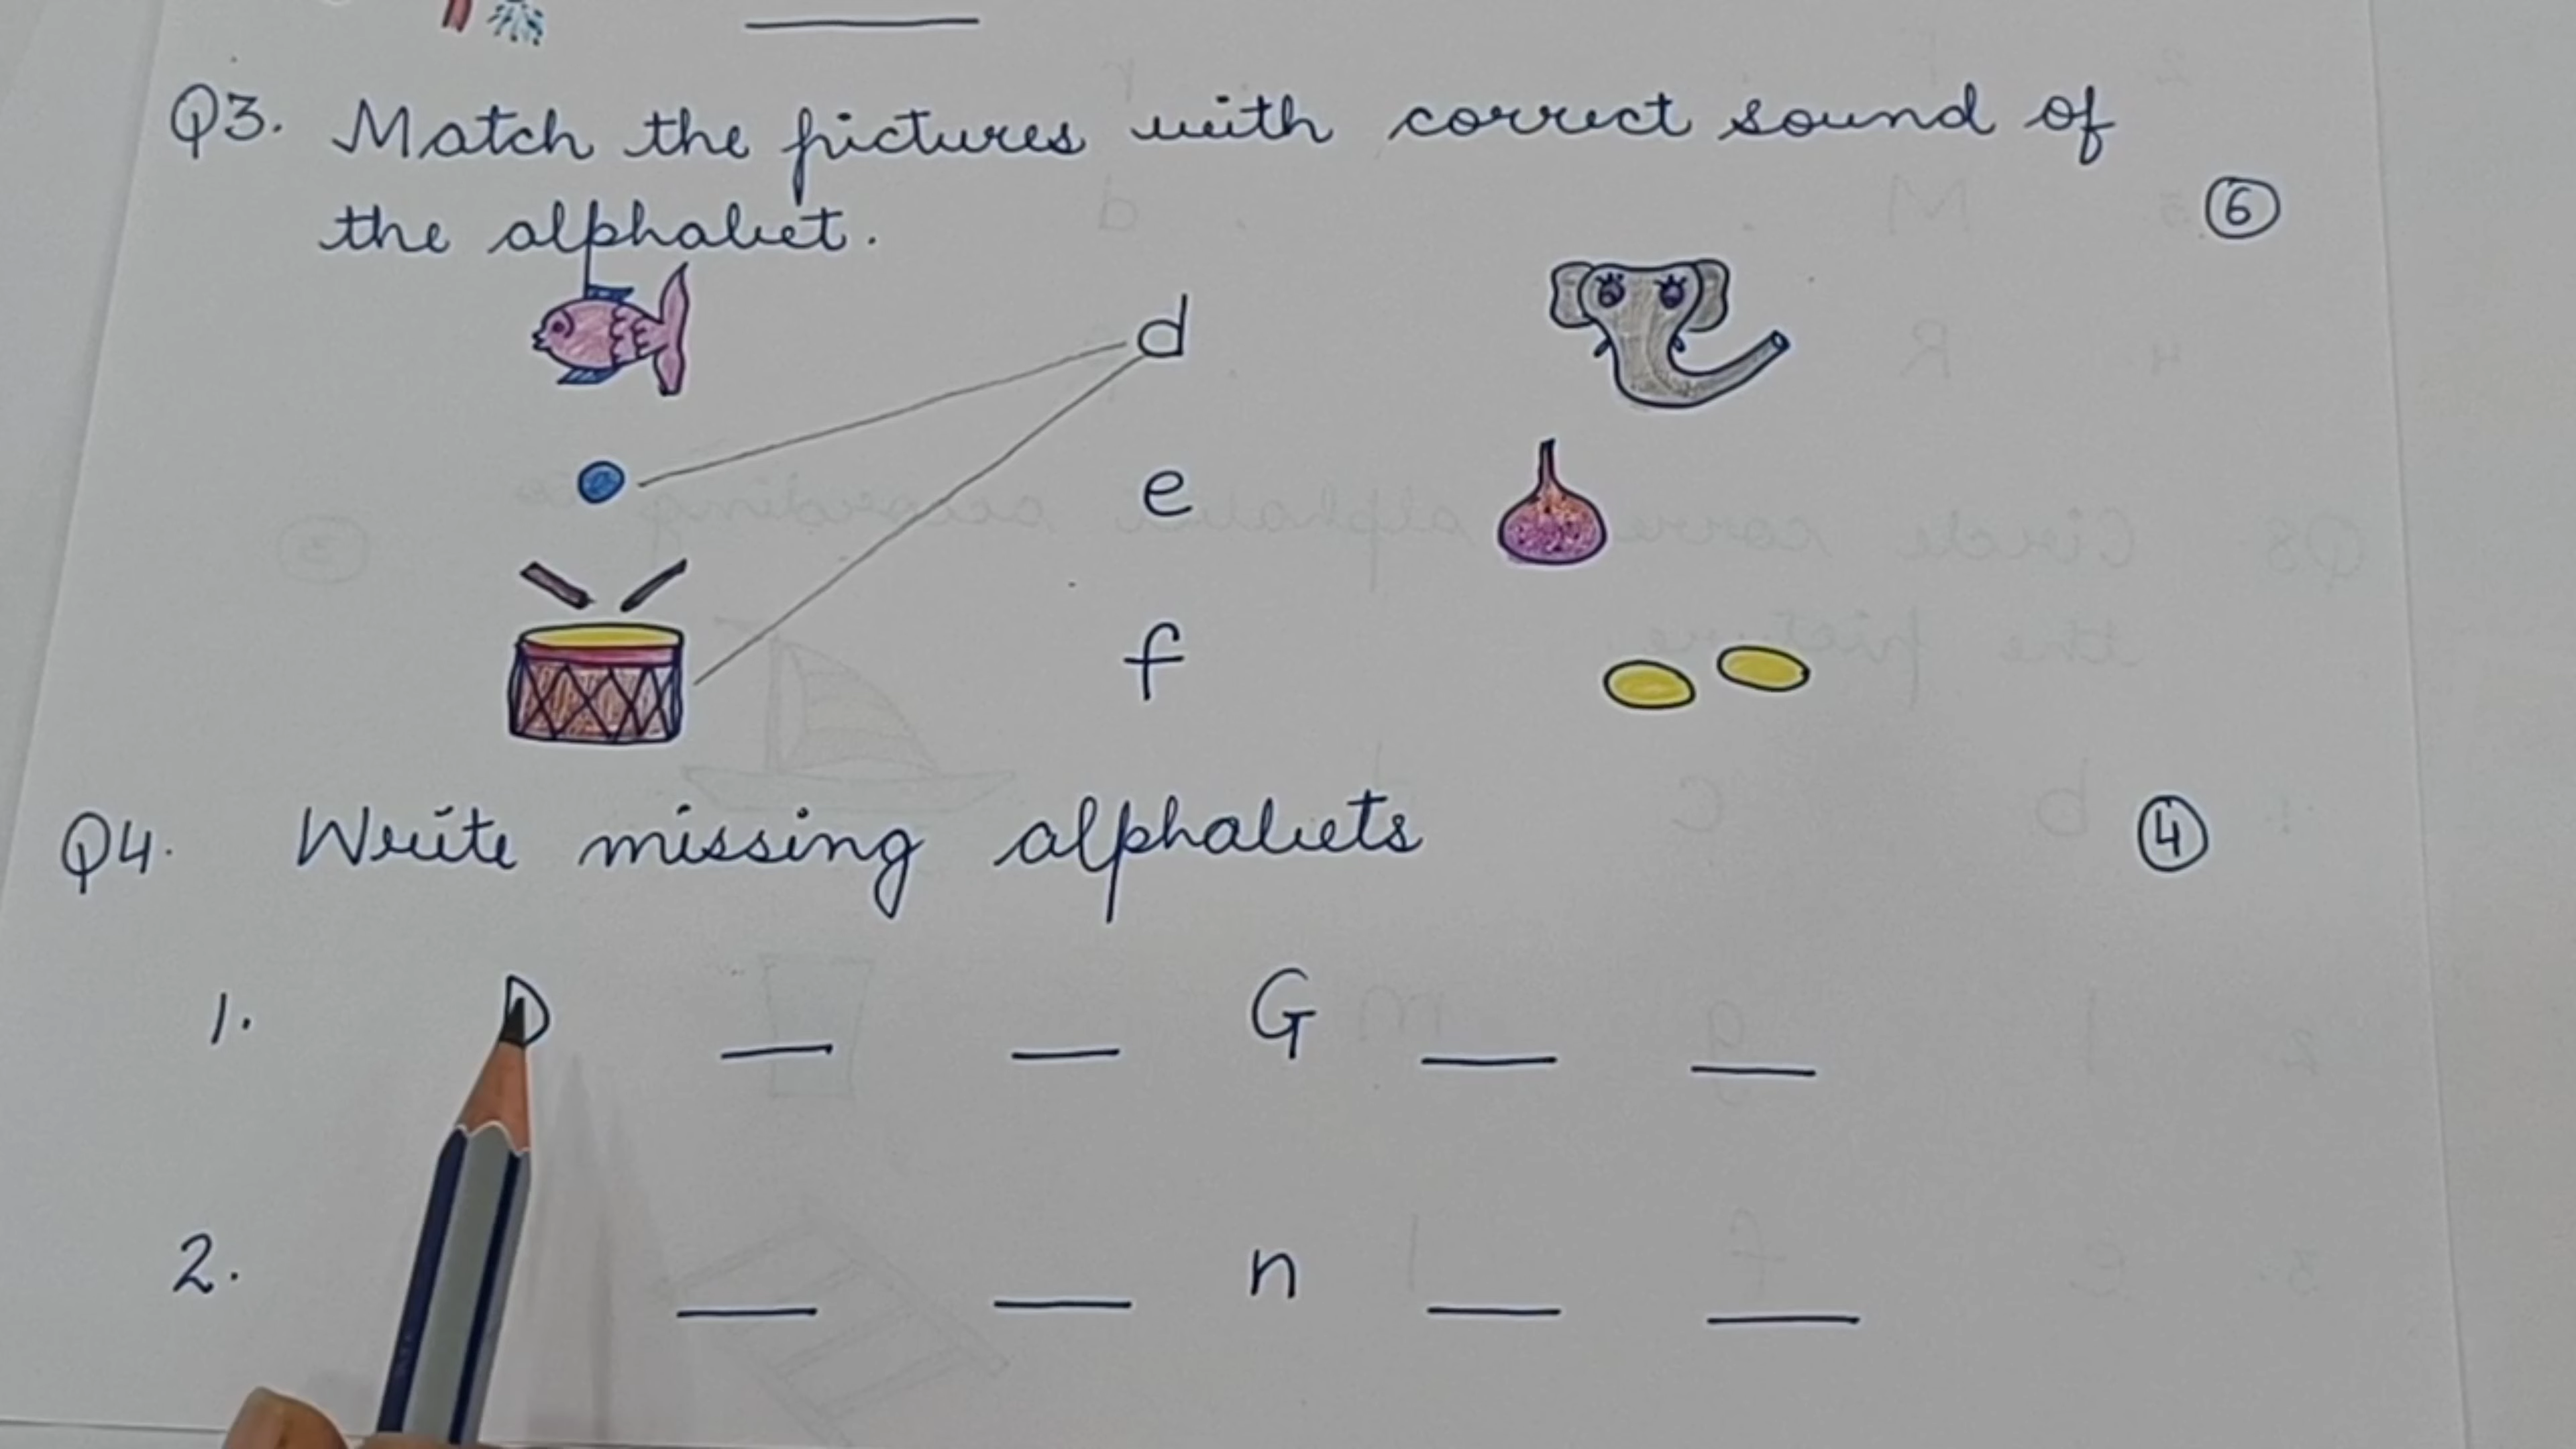 Q3. Match the pictures with correct sound of
the alphabet. 6
d
e
f
Q4. Write missing alphabets 4
1. D __ __ G __ __
2. __ __ n __ __